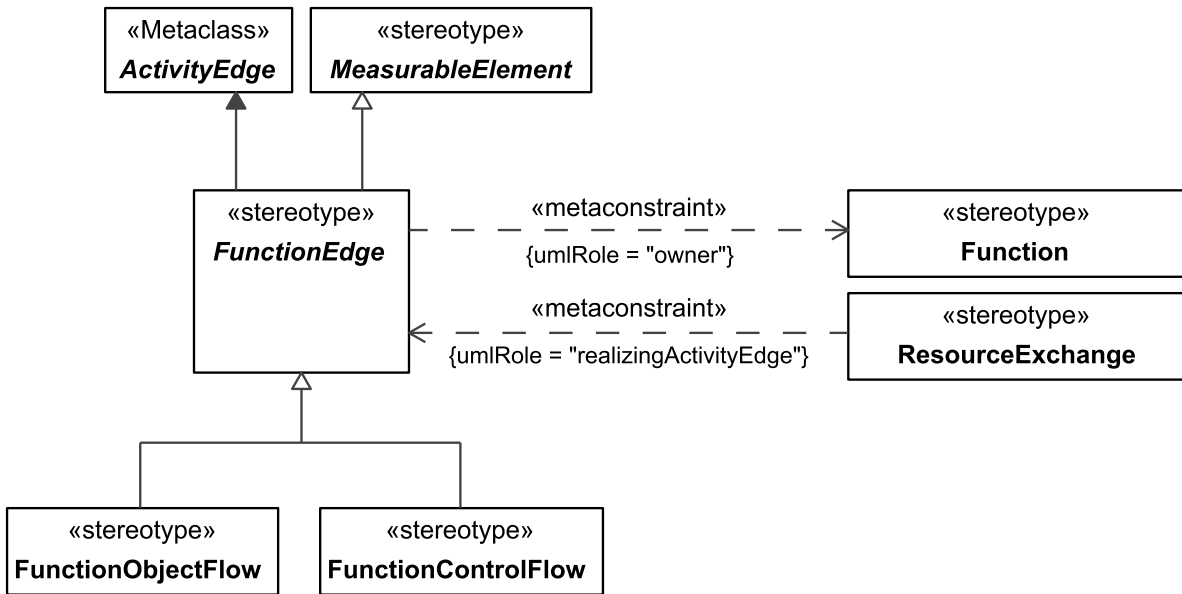 «Metaclass»
ActivityEdge
«stereotype»
MeasurableElement
«stereotype»
FunctionEdge
«metaconstraint»
{umlRole = "owner"}
«stereotype»
Function
«metaconstraint»
{umlRole = "realizingActivityEdge"}
«stereotype»
ResourceExchange
«stereotype»
FunctionObjectFlow
«stereotype»
FunctionControlFlow